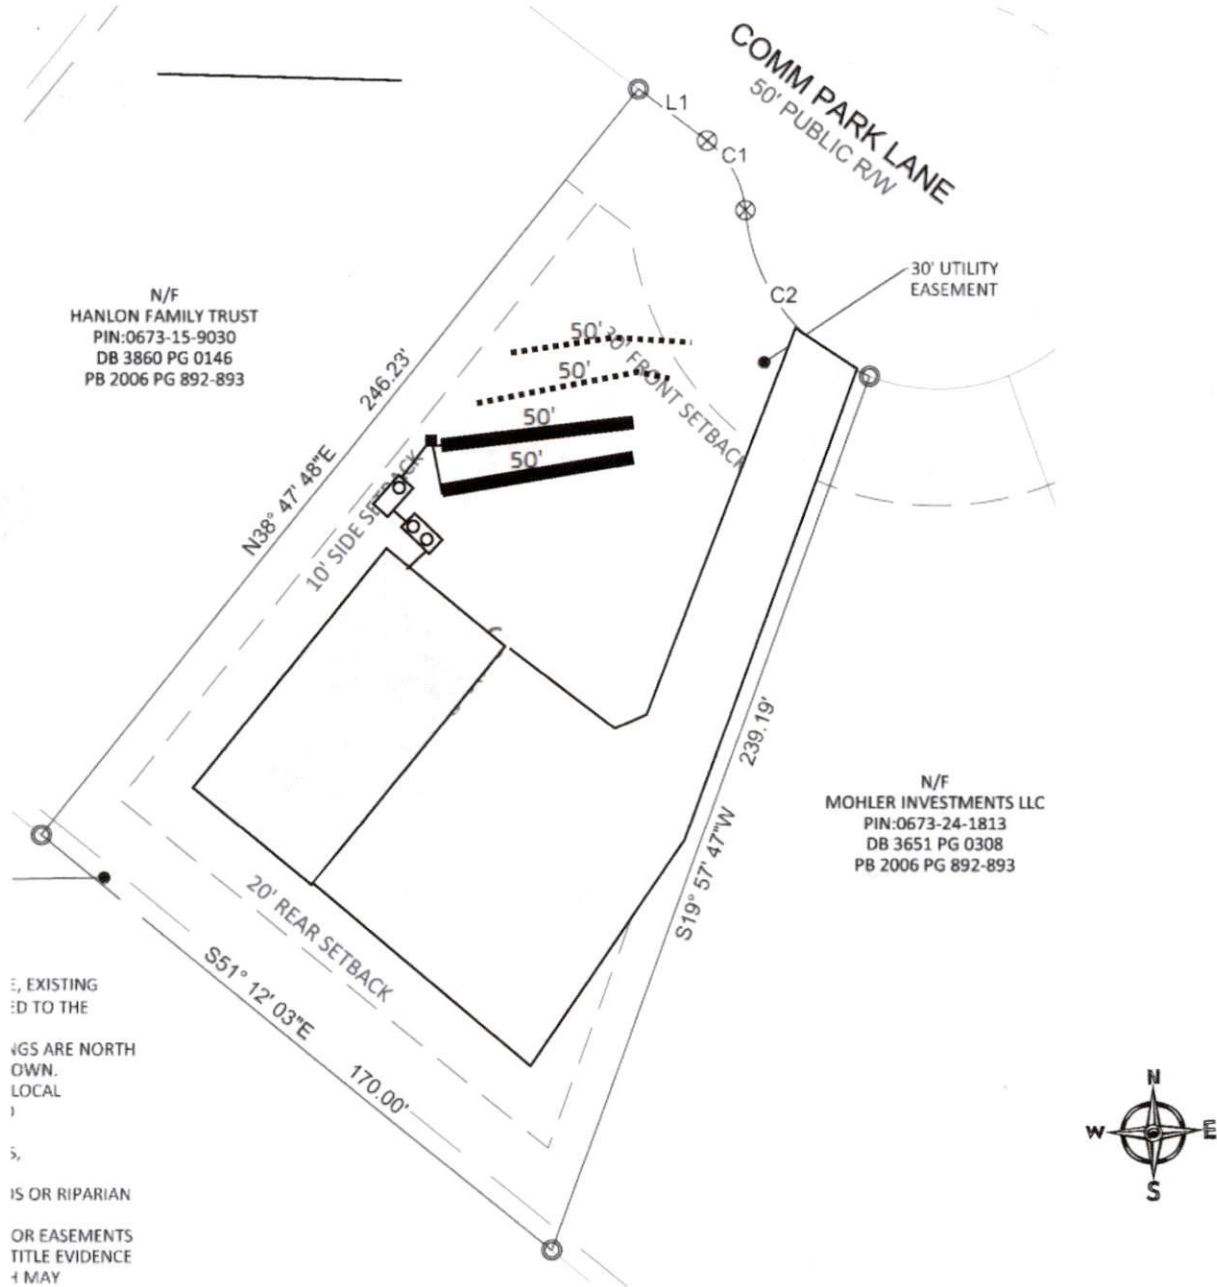 COMM PARK LANE
50' PUBLIC R/W
L1
C1
C2
30' UTILITY
EASEMENT
N/F
HANLON FAMILY TRUST
PIN:0673-15-9030
DB 3860 PG 0146
PB 2006 PG 892-893
246.23'
N38° 47' 48"E
50'
50'
50'
50'
30' FRONT SETBACK
10' SIDE SETBACK
239.19'
S19° 57' 47"W
N/F
MOHLER INVESTMENTS LLC
PIN:0673-24-1813
DB 3651 PG 0308
PB 2006 PG 892-893
20' REAR SETBACK
S51° 12' 03"E
170.00'
, EXISTING
ED TO THE
NGS ARE NORTH
OWN.
LOCAL
S,
OS OR RIPARIAN
OR EASEMENTS
TITLE EVIDENCE
H MAY
N
W
E
S